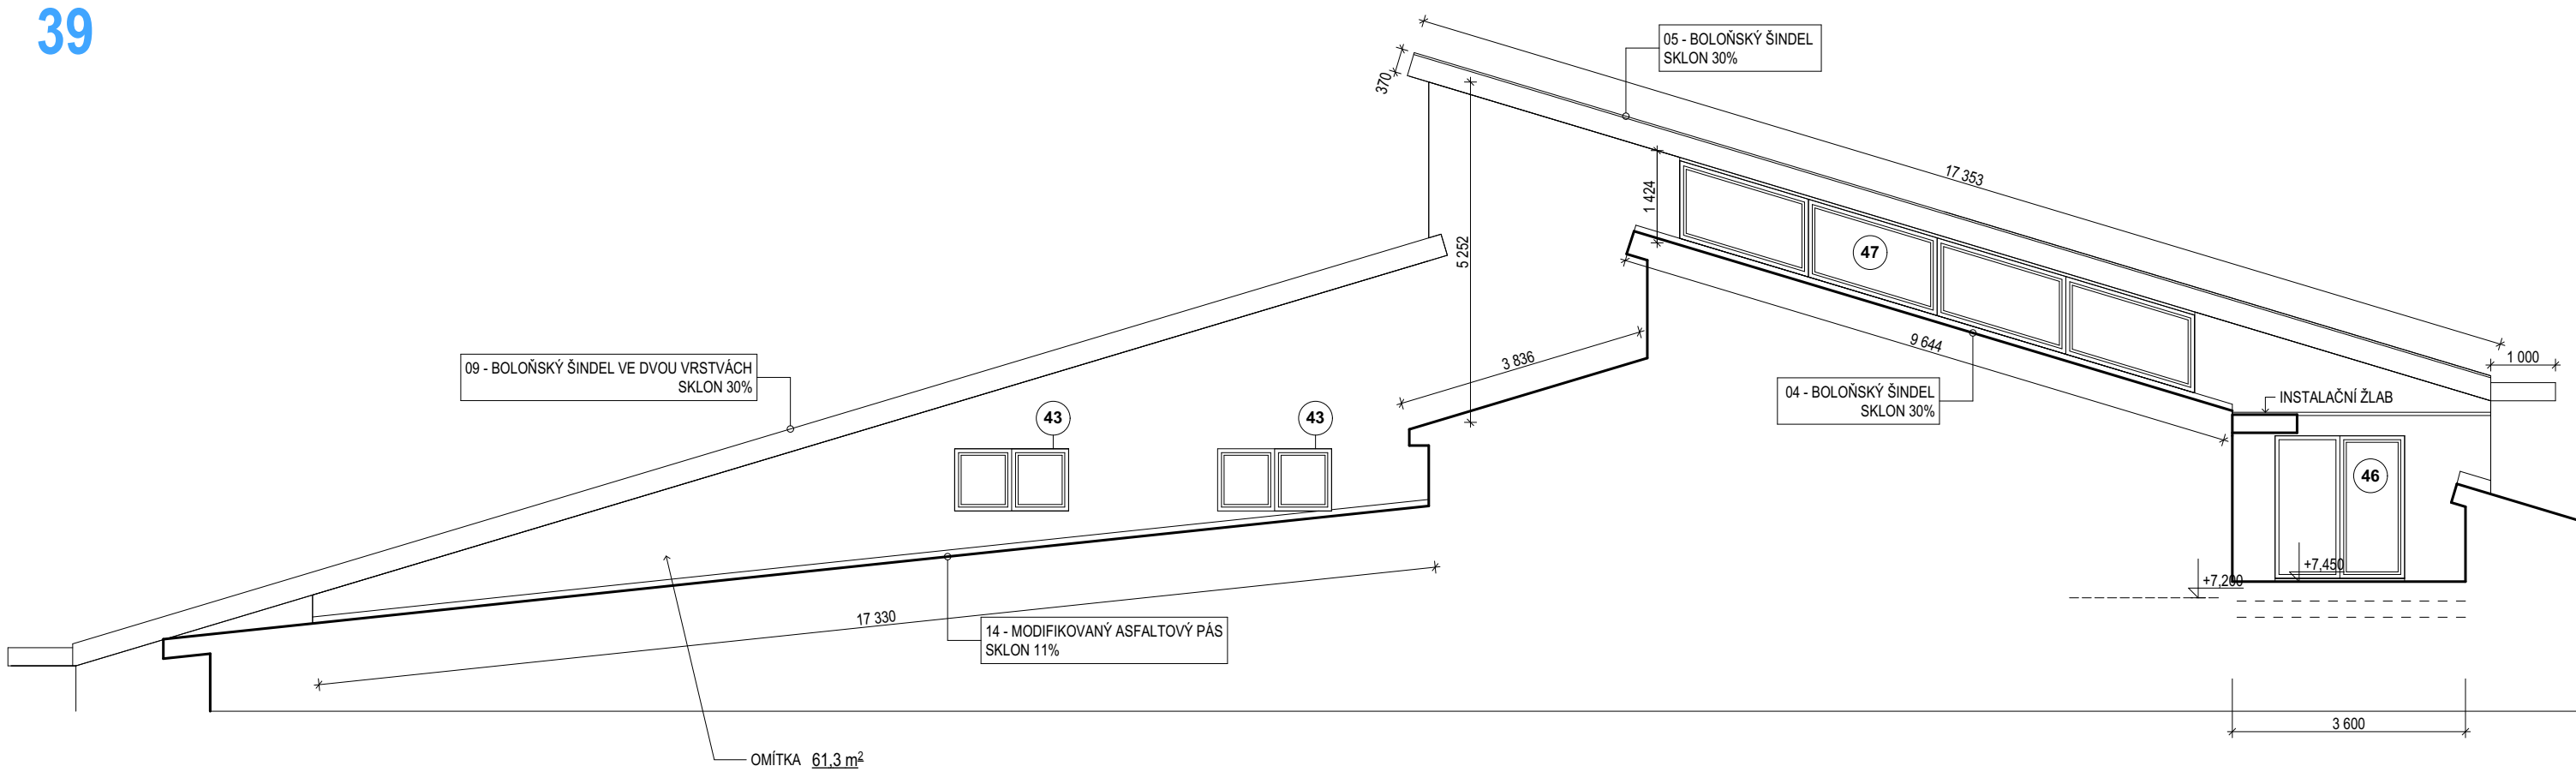 39
05 - BOLOŇSKÝ ŠINDEL
SKLON 30%
370
17 353
1 424
47
5 252
9 644
3 836
1 000
09 - BOLOŇSKÝ ŠINDEL VE DVOU VRSTVÁCH
SKLON 30%
04 - BOLOŇSKÝ ŠINDEL
SKLON 30%
INSTALAČNÍ ŽLAB
43
43
46
+7,450
+7,200
17 330
14 - MODIFIKOVANÝ ASFALTOVÝ PÁS
SKLON 11%
3 600
OMÍTKA 61,3 m²